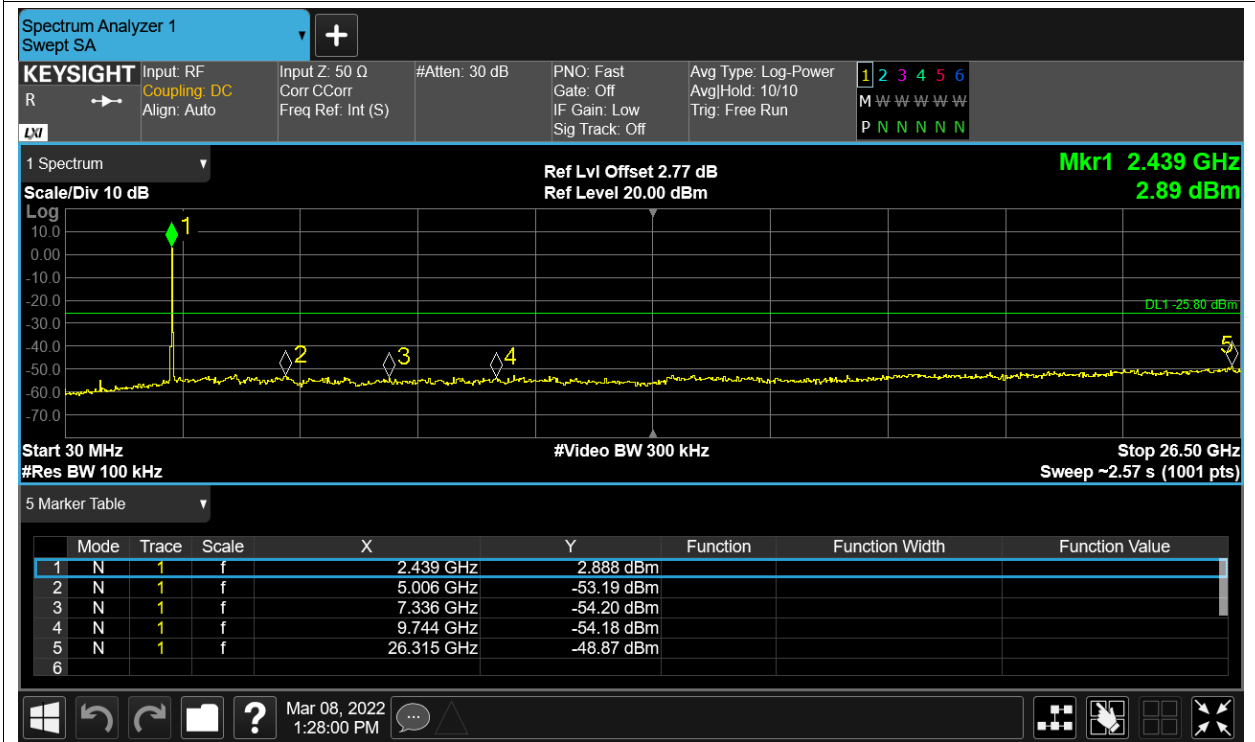 Spectrum Analyzer 1
Swept SA
+
KEYSIGHT
R
LXI
Input: RF
Coupling: DC
Align: Auto
Input Z: 50 Ω
Corr CCorr
Freq Ref: Int (S)
#Atten: 30 dB
PNO: Fast
Gate: Off
IF Gain: Low
Sig Track: Off
Avg Type: Log-Power
Avg|Hold: 10/10
Trig: Free Run
1 2 3 4 5 6
M W W W W W
P N N N N N
1 Spectrum
Scale/Div 10 dB
Ref Lvl Offset 2.77 dB
Ref Level 20.00 dBm
Mkr1 2.439 GHz
2.89 dBm
Log
10.0
0.00
-10.0
-20.0
-30.0
-40.0
-50.0
-60.0
-70.0
1
2
3
4
5
DL1 -25.80 dBm
Start 30 MHz
#Res BW 100 kHz
#Video BW 300 kHz
Stop 26.50 GHz
Sweep ~2.57 s (1001 pts)
5 Marker Table
Mode Trace Scale X Y Function Function Width Function Value
1 N 1 f 2.439 GHz 2.888 dBm
2 N 1 f 5.006 GHz -53.19 dBm
3 N 1 f 7.336 GHz -54.20 dBm
4 N 1 f 9.744 GHz -54.18 dBm
5 N 1 f 26.315 GHz -48.87 dBm
6
?
Mar 08, 2022
1:28:00 PM